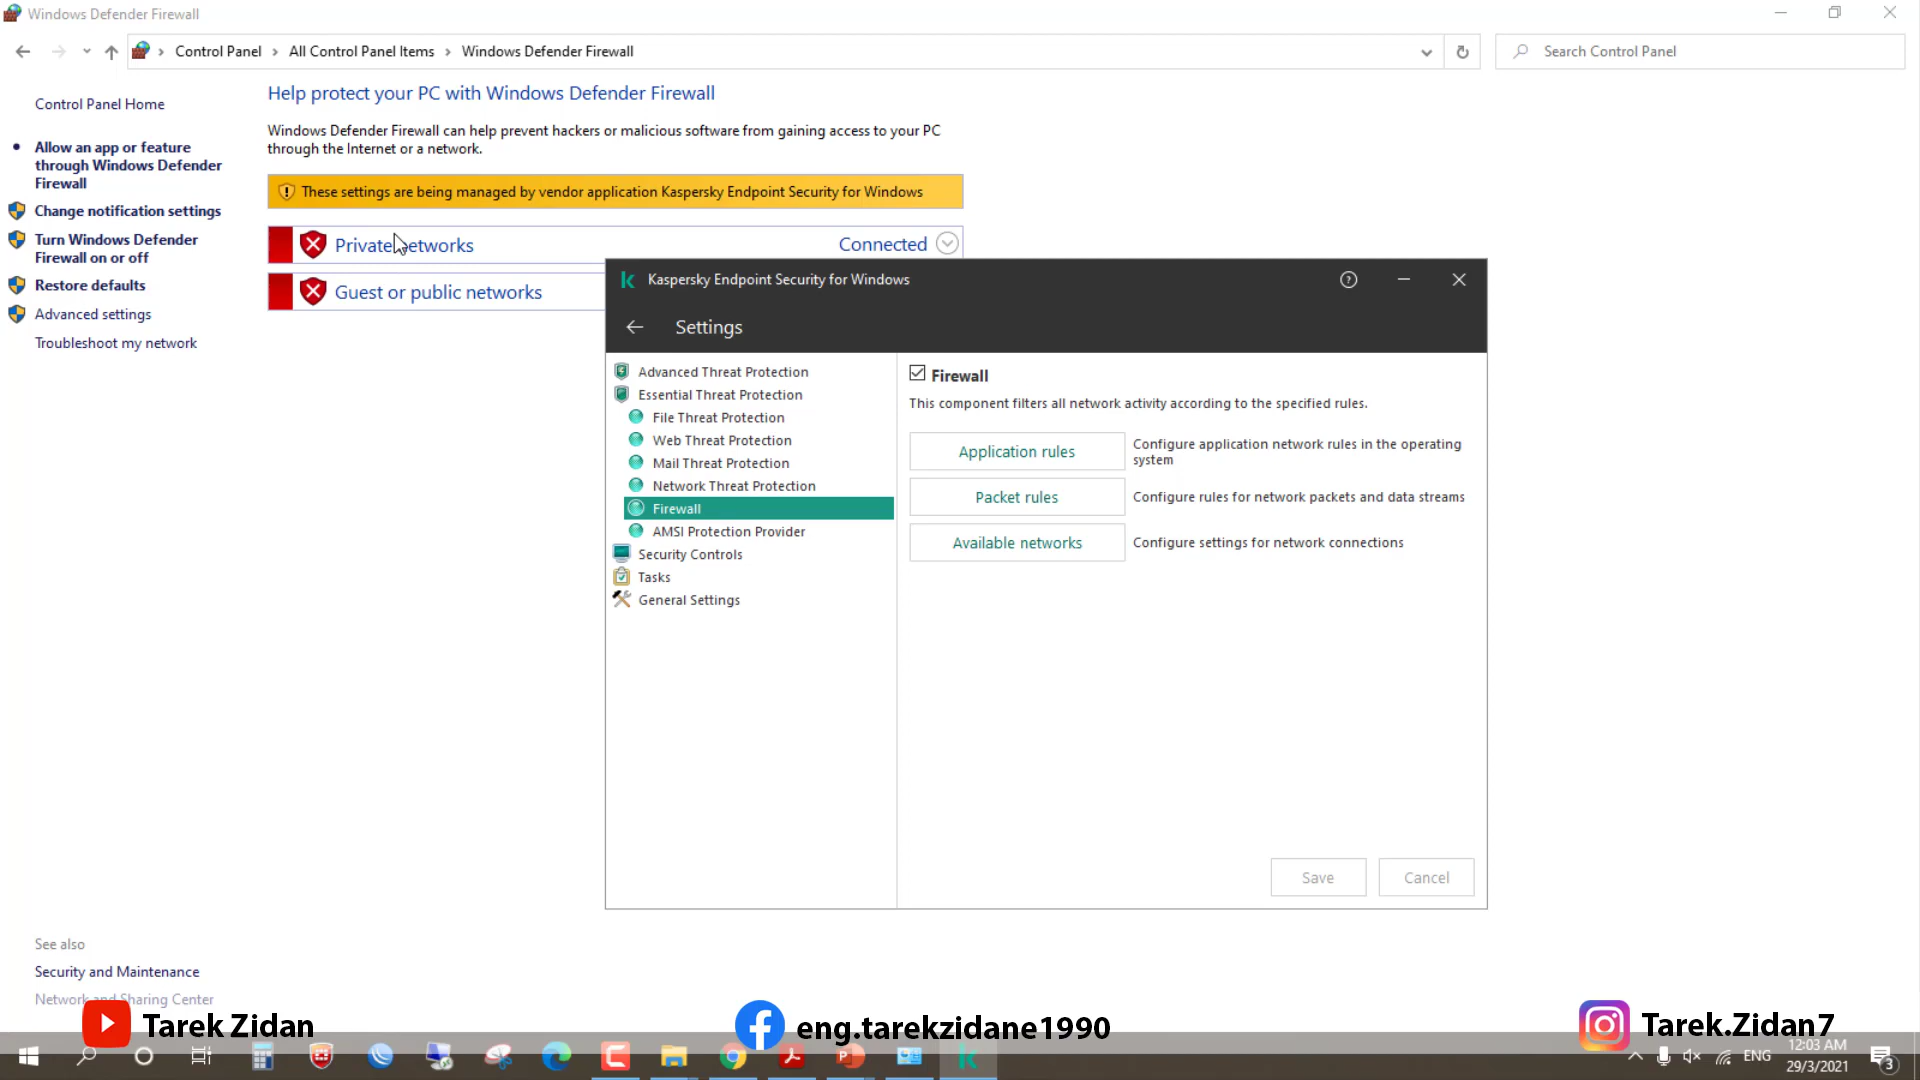 Windows Defender Firewall
Control Panel › All Control Panel Items › Windows Defender Firewall
Search Control Panel
Control Panel Home
Allow an app or feature
through Windows Defender
Firewall
Change notification settings
Turn Windows Defender
Firewall on or off
Restore defaults
Advanced settings
Troubleshoot my network
Help protect your PC with Windows Defender Firewall
Windows Defender Firewall can help prevent hackers or malicious software from gaining access to your PC
through the Internet or a network.
These settings are being managed by vendor application Kaspersky Endpoint Security for Windows
Private networks
Connected
Guest or public networks
Kaspersky Endpoint Security for Windows
Settings
Advanced Threat Protection
Essential Threat Protection
File Threat Protection
Web Threat Protection
Mail Threat Protection
Network Threat Protection
Firewall
AMSI Protection Provider
Security Controls
Tasks
General Settings
Firewall
This component filters all network activity according to the specified rules.
Application rules
Configure application network rules in the operating
system
Packet rules
Configure rules for network packets and data streams
Available networks
Configure settings for network connections
Save
Cancel
See also
Security and Maintenance
Network and Sharing Center
Tarek Zidan
eng.tarekzidane1990
Tarek.Zidan7
ENG
12:03 AM
29/3/2021
3